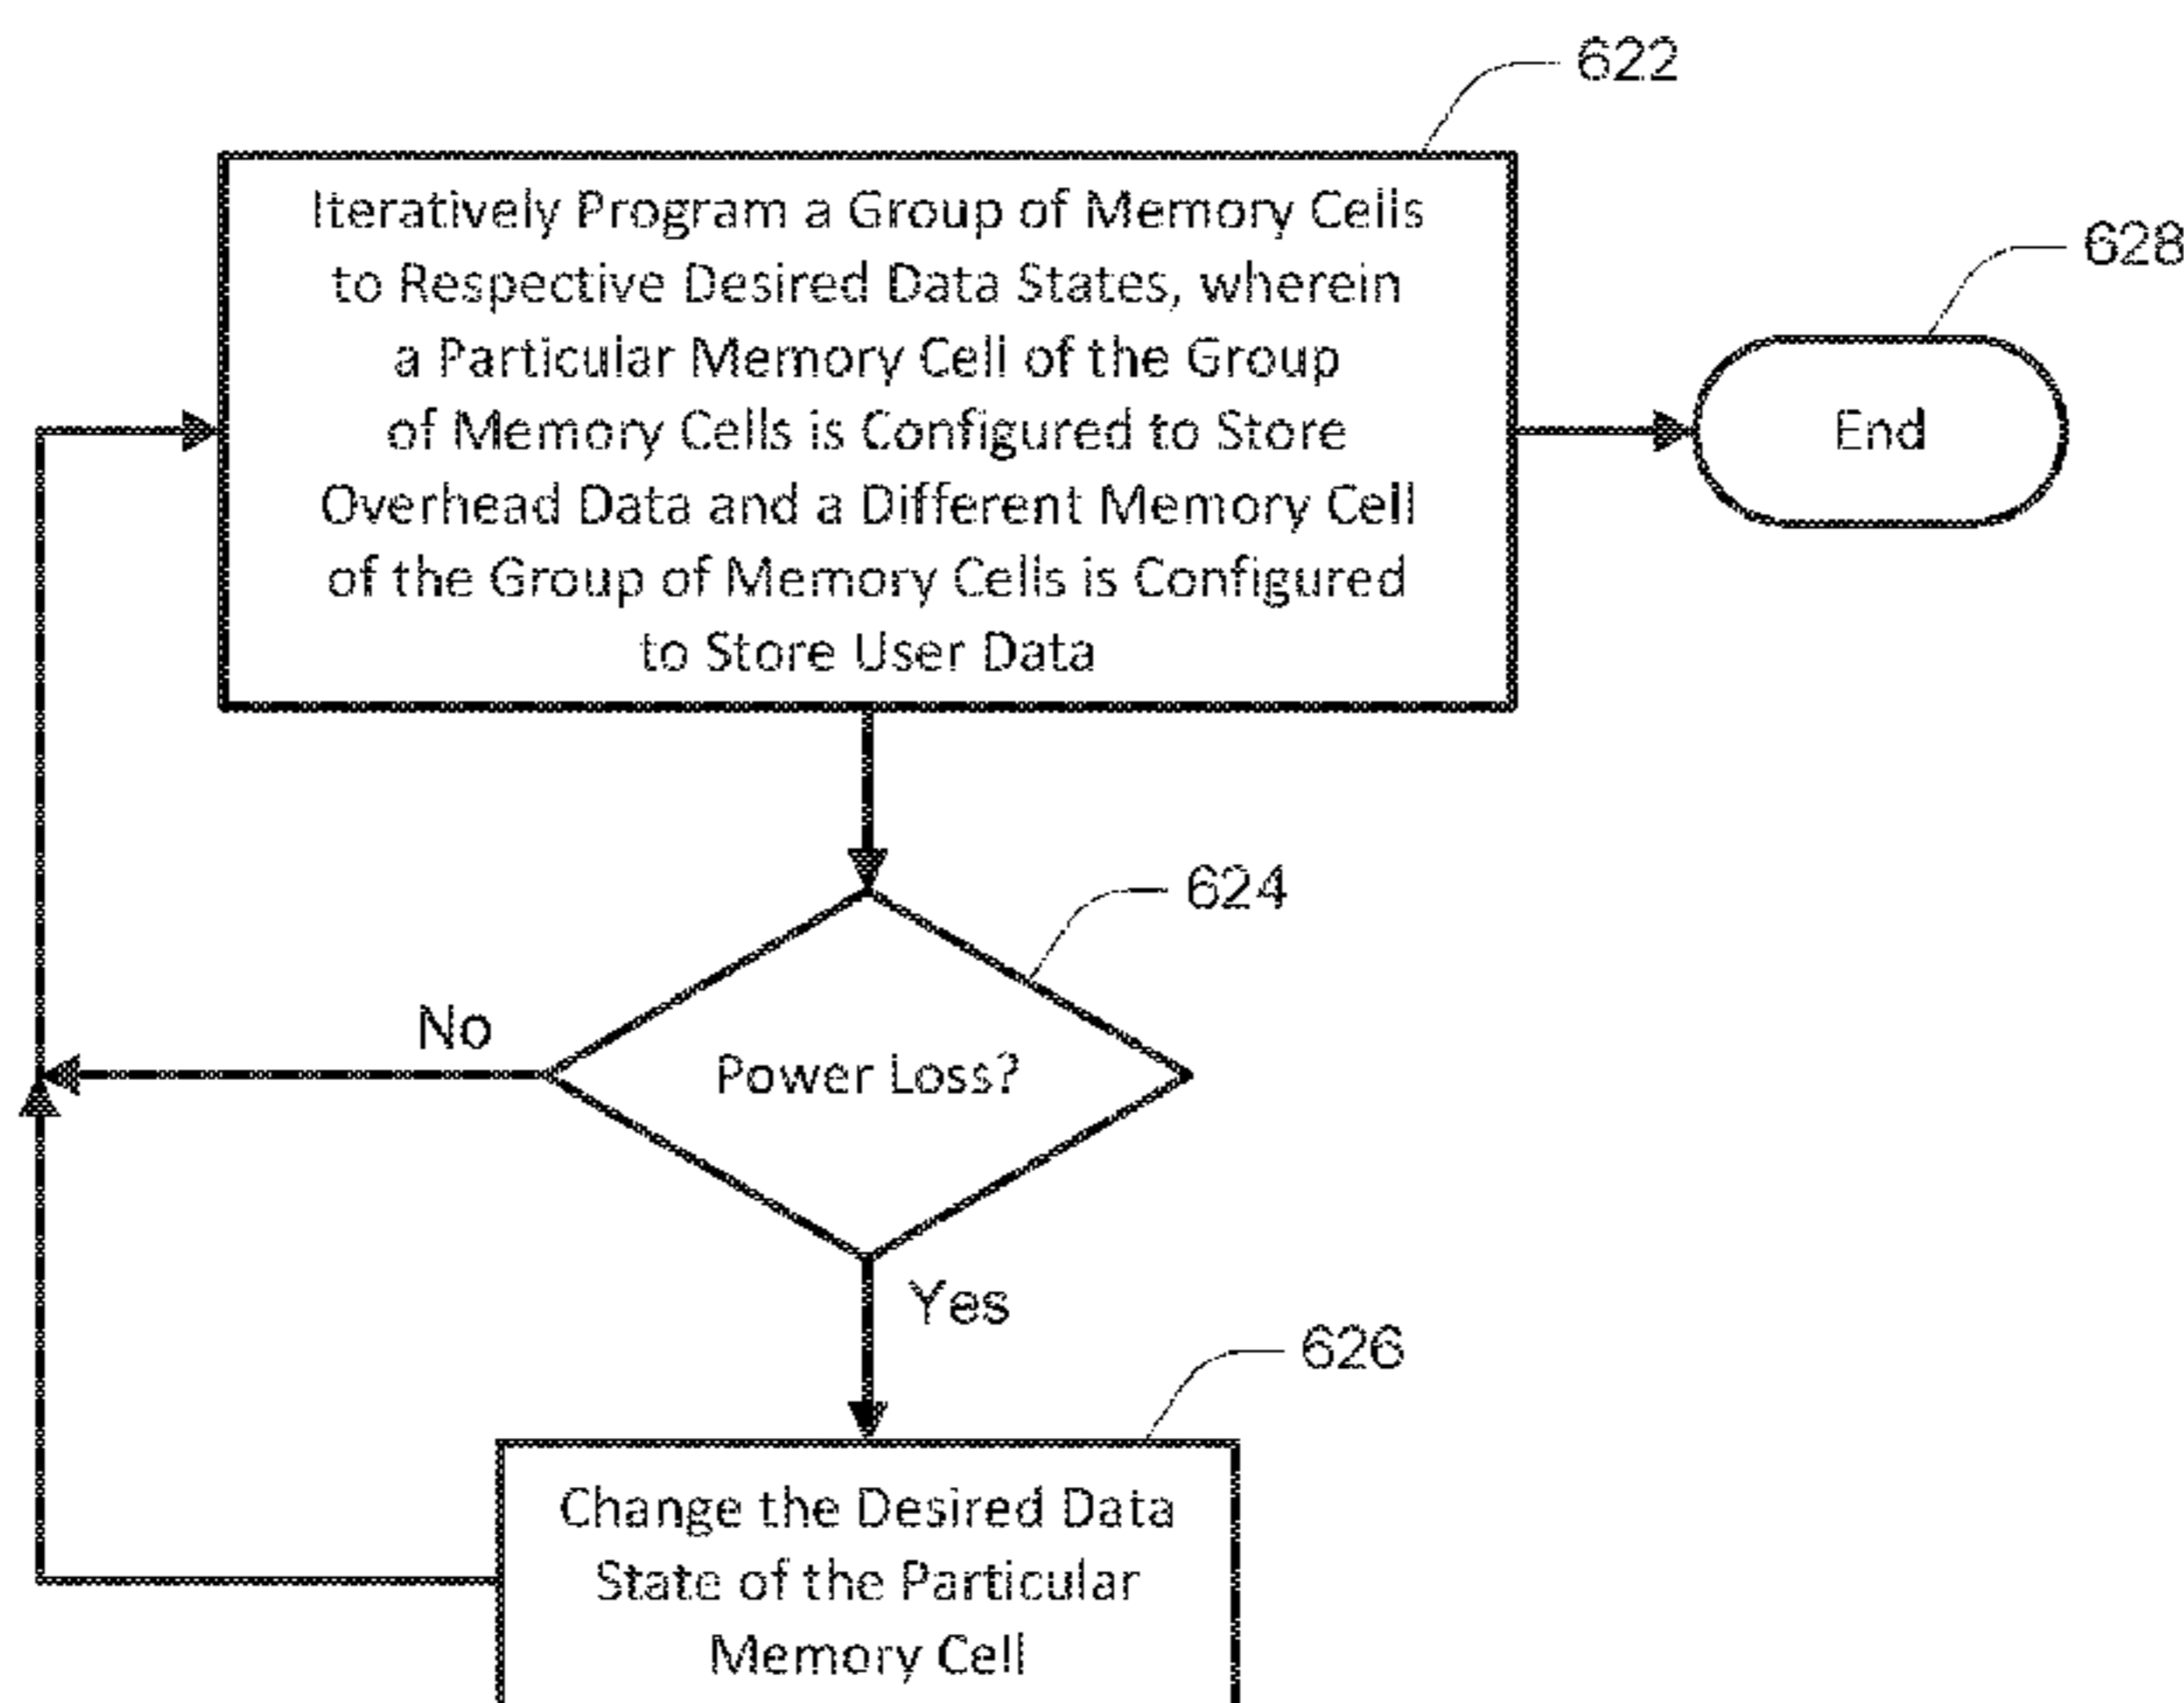 622
Iteratively Program a Group of Memory Cells
to Respective Desired Data States, wherein
a Particular Memory Cell of the Group
of Memory Cells is Configured to Store
Overhead Data and a Different Memory Cell
of the Group of Memory Cells is Configured
to Store User Data
628
End
624
No
Power Loss?
Yes
626
Change the Desired Data
State of the Particular
Memory Cell